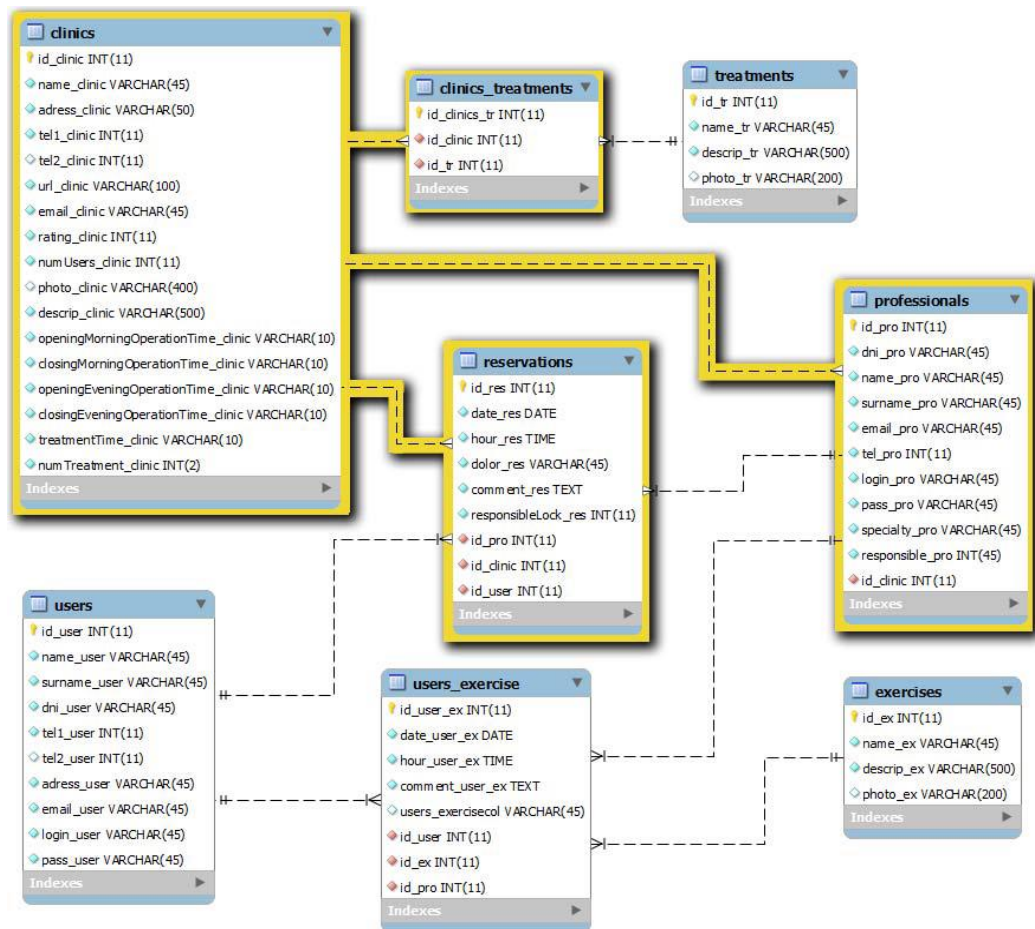 clinics
id_clinic INT(11)
name_clinic VARCHAR(45)
adress_clinic VARCHAR(50)
tel1_clinic INT(11)
tel2_clinic INT(11)
url_clinic VARCHAR(100)
email_clinic VARCHAR(45)
rating_clinic INT(11)
numUsers_clinic INT(11)
photo_clinic VARCHAR(400)
descrip_clinic VARCHAR(500)
openingMorningOperationTime_clinic VARCHAR(10)
closingMorningOperationTime_clinic VARCHAR(10)
openingEveningOperationTime_clinic VARCHAR(10)
closingEveningOperationTime_clinic VARCHAR(10)
treatmentTime_clinic VARCHAR(10)
numTreatment_clinic INT(2)
Indexes
clinics_treatments
id_clinics_tr INT(11)
id_clinic INT(11)
id_tr INT(11)
Indexes
treatments
id_tr INT(11)
name_tr VARCHAR(45)
descrip_tr VARCHAR(500)
photo_tr VARCHAR(200)
Indexes
professionals
id_pro INT(11)
dni_pro VARCHAR(45)
name_pro VARCHAR(45)
surname_pro VARCHAR(45)
email_pro VARCHAR(45)
tel_pro INT(11)
login_pro VARCHAR(45)
pass_pro VARCHAR(45)
specialty_pro VARCHAR(45)
responsible_pro INT(45)
id_clinic INT(11)
Indexes
reservations
id_res INT(11)
date_res DATE
hour_res TIME
dolor_res VARCHAR(45)
comment_res TEXT
responsibleLock_res INT(11)
id_pro INT(11)
id_clinic INT(11)
id_user INT(11)
Indexes
users
id_user INT(11)
name_user VARCHAR(45)
surname_user VARCHAR(45)
dni_user VARCHAR(45)
tel1_user INT(11)
tel2_user INT(11)
adress_user VARCHAR(45)
email_user VARCHAR(45)
login_user VARCHAR(45)
pass_user VARCHAR(45)
Indexes
users_exercise
id_user_ex INT(11)
date_user_ex DATE
hour_user_ex TIME
comment_user_ex TEXT
users_exercisecol VARCHAR(45)
id_user INT(11)
id_ex INT(11)
id_pro INT(11)
Indexes
exercises
id_ex INT(11)
name_ex VARCHAR(45)
descrip_ex VARCHAR(500)
photo_ex VARCHAR(200)
Indexes